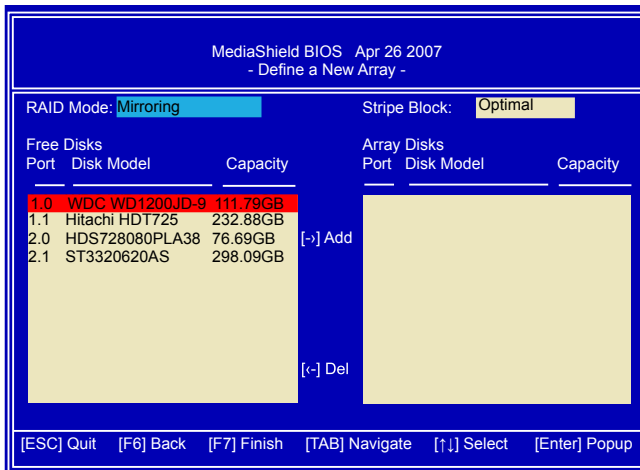 MediaShield BIOS Apr 26 2007
- Define a New Array -
RAID Mode: Mirroring Stripe Block: Optimal
Free Disks Array Disks
Port Disk Model Capacity Port Disk Model Capacity
1.0 WDC WD1200JD-9 111.79GB
1.1 Hitachi HDT725 232.88GB
2.0 HDS728080PLA38 76.69GB
[->] Add
2.1 ST3320620AS 298.09GB
[<-] Del
[ESC] Quit [F6] Back [F7] Finish [TAB] Navigate [↑↓] Select [Enter] Popup